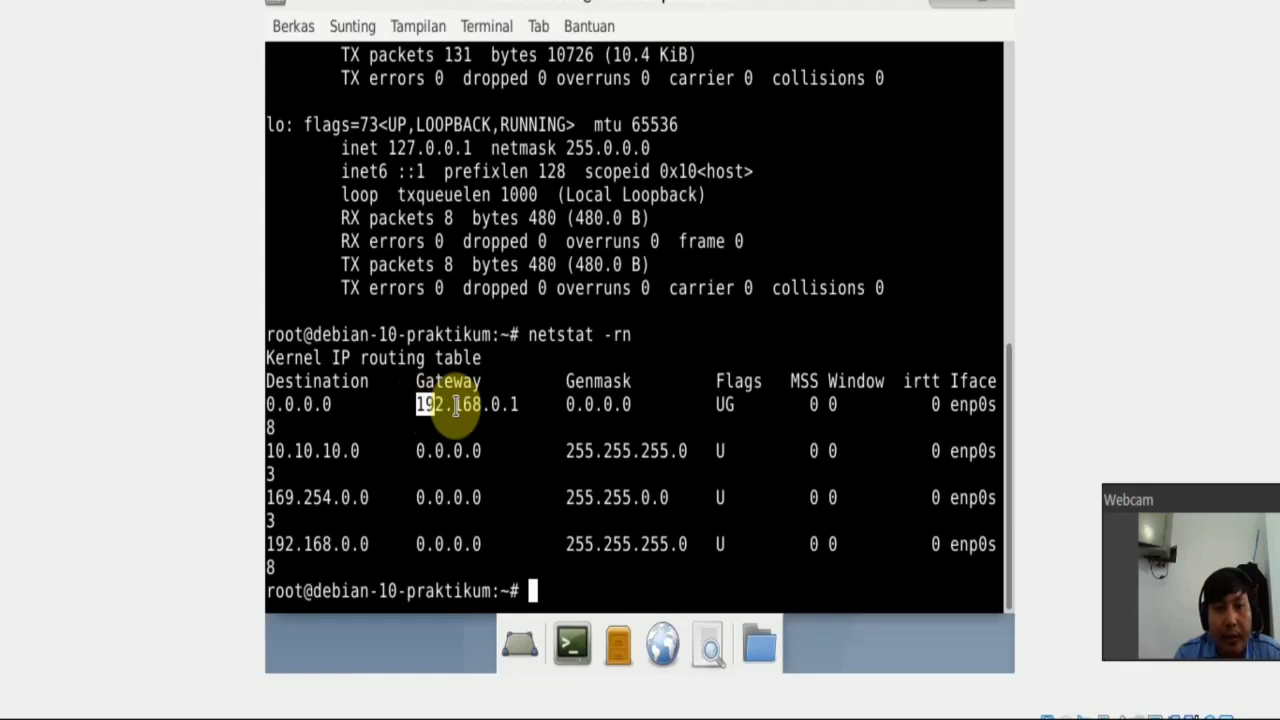 Berkas Sunting Tampilan Terminal Tab Bantuan
TX packets 131 bytes 10726 (10.4 KiB)
TX errors 0 dropped 0 overruns 0 carrier 0 collisions 0
lo: flags=73<UP,LOOPBACK,RUNNING> mtu 65536
inet 127.0.0.1 netmask 255.0.0.0
inet6 ::1 prefixlen 128 scopeid 0x10<host>
loop txqueuelen 1000 (Local Loopback)
RX packets 8 bytes 480 (480.0 B)
RX errors 0 dropped 0 overruns 0 frame 0
TX packets 8 bytes 480 (480.0 B)
TX errors 0 dropped 0 overruns 0 carrier 0 collisions 0
root@debian-10-praktikum:~# netstat -rn
Kernel IP routing table
Destination Gateway Genmask Flags MSS Window irtt Iface
0.0.0.0 192.168.0.1 0.0.0.0 UG 0 0 0 enp0s
8
10.10.10.0 0.0.0.0 255.255.255.0 U 0 0 0 enp0s
3
169.254.0.0 0.0.0.0 255.255.0.0 U 0 0 0 enp0s
3
192.168.0.0 0.0.0.0 255.255.255.0 U 0 0 0 enp0s
8
root@debian-10-praktikum:~#
Webcam